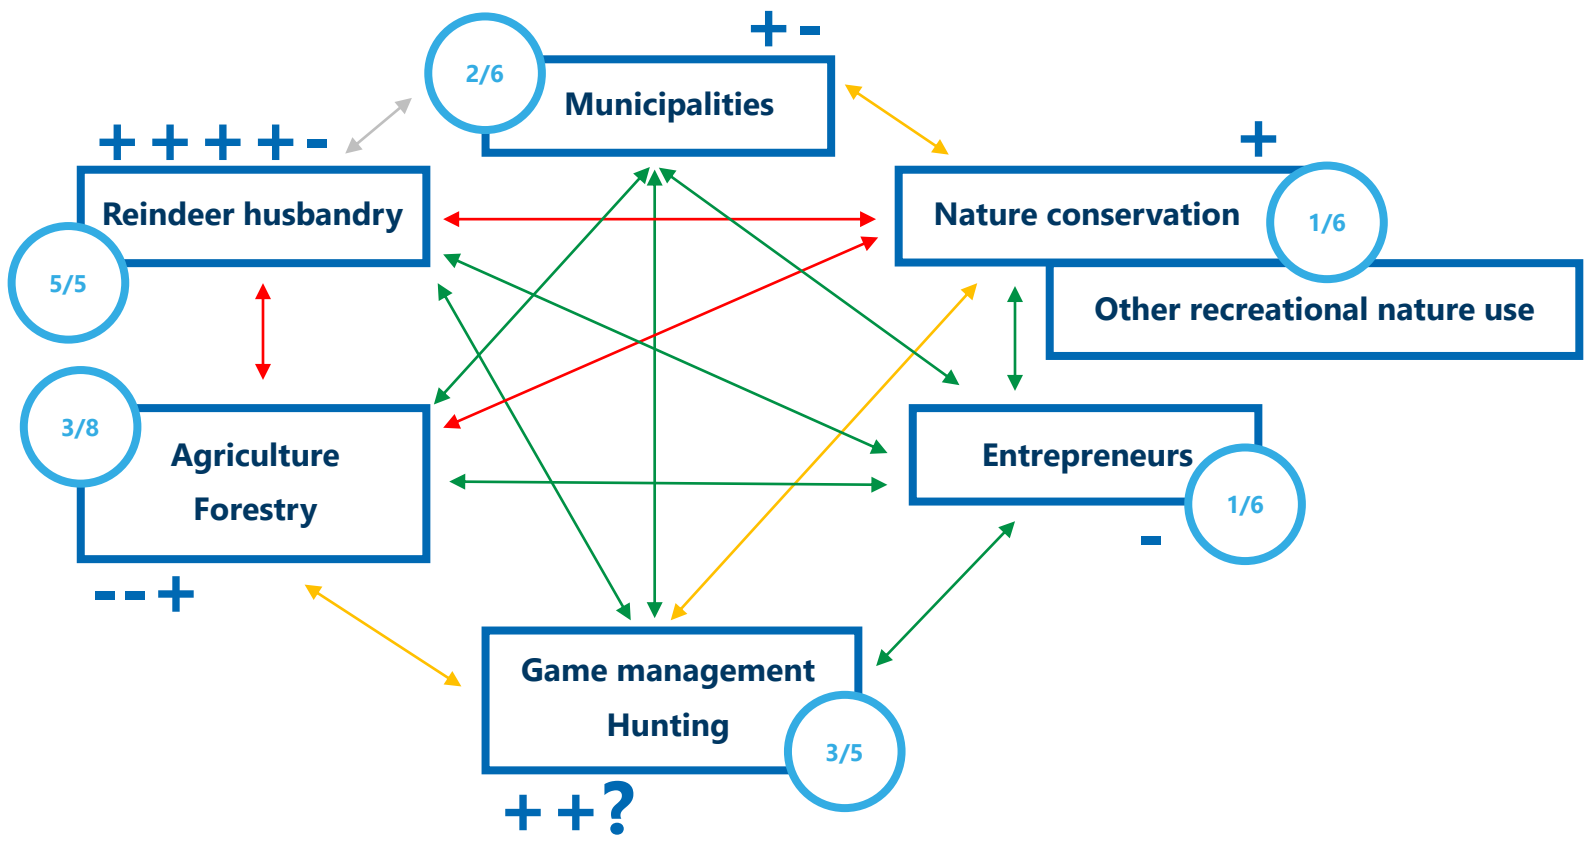 + -
2/6
Municipalities
+ + + + -
+
Reindeer husbandry
Nature conservation
1/6
5/5
Other recreational nature use
3/8
Agriculture
Forestry
Entrepreneurs
1/6
-
- - +
Game management
Hunting
3/5
+ + ?